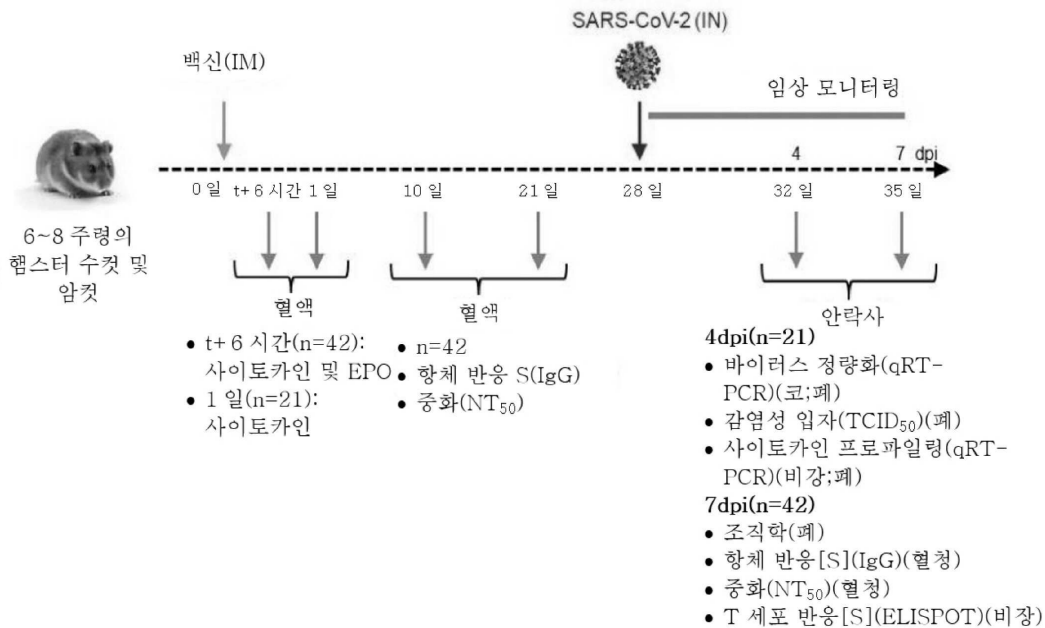 SARS-CoV-2 (IN)
백신(IM)
임상 모니터링
4
7 dpi
0 일
t+6 시간
1 일
10 일
21 일
28 일
32 일
35 일
6~8 주령의
햄스터 수컷 및
암컷
혈액
• t+6 시간(n=42):
사이토카인 및 EPO
• 1 일(n=21):
사이토카인
혈액
• n=42
• 항체 반응 S(IgG)
• 중화(NT50)
안락사
4dpi(n=21)
• 바이러스 정량화(qRT-
PCR)(코;폐)
• 감염성 입자(TCID50)(폐)
• 사이토카인 프로파일링(qRT-
PCR)(비강;폐)
7dpi(n=42)
• 조직학(폐)
• 항체 반응[S](IgG)(혈청)
• 중화(NT50)(혈청)
• T 세포 반응[S](ELISPOT)(비장)